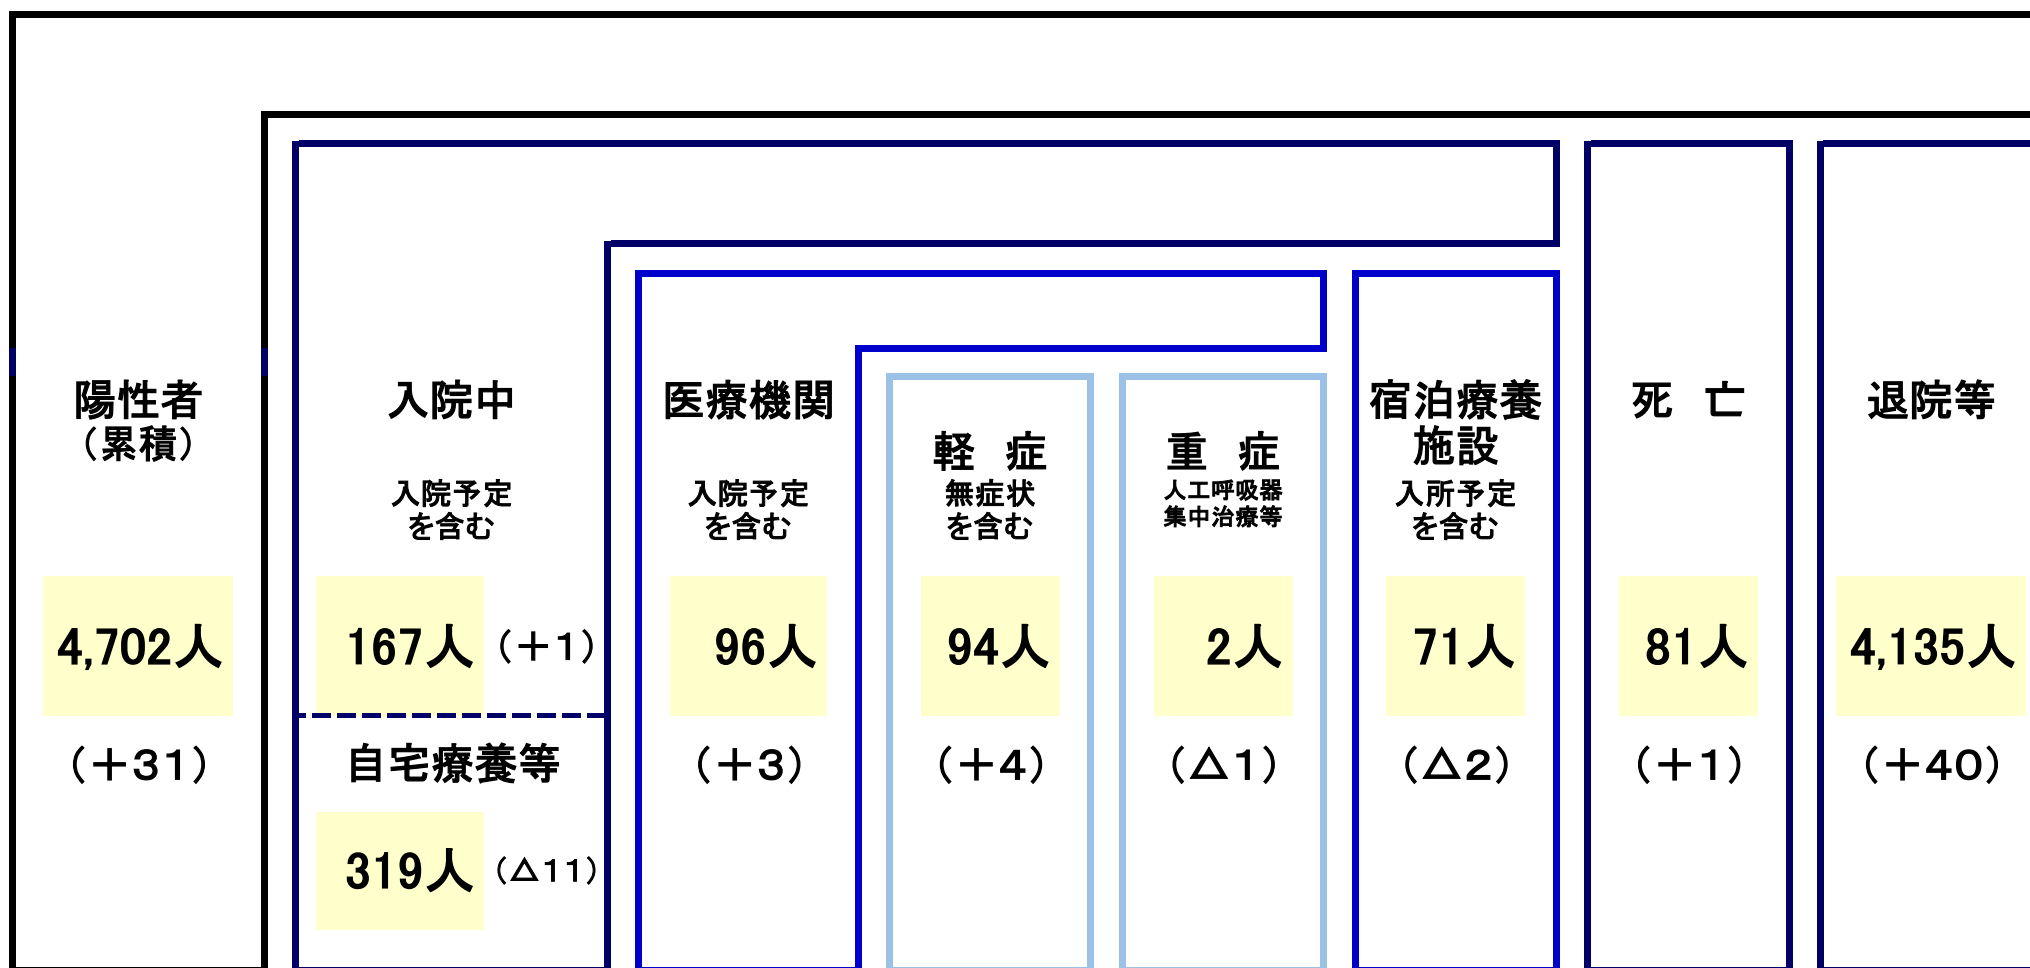 陽性者
（累積）
4,702人
（＋31）
入院中
入院予定
を含む
167人 （＋1）
自宅療養等
319人 （△11）
医療機関
入院予定
を含む
96人
（＋3）
軽　症
無症状
を含む
94人
（＋4）
重　症
人工呼吸器
集中治療等
2人
（△1）
宿泊療養
施設
入所予定
を含む
71人
（△2）
死　亡
81人
（＋1）
退院等
4,135人
（＋40）